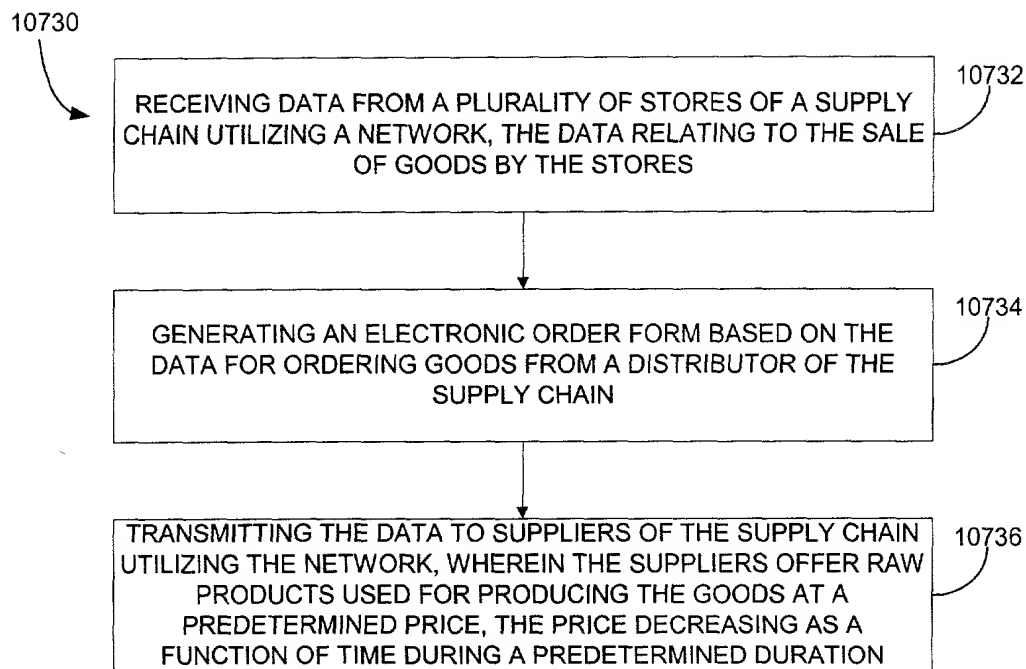 10730
10732
RECEIVING DATA FROM A PLURALITY OF STORES OF A SUPPLY
CHAIN UTILIZING A NETWORK, THE DATA RELATING TO THE SALE
OF GOODS BY THE STORES
10734
GENERATING AN ELECTRONIC ORDER FORM BASED ON THE
DATA FOR ORDERING GOODS FROM A DISTRIBUTOR OF THE
SUPPLY CHAIN
10736
TRANSMITTING THE DATA TO SUPPLIERS OF THE SUPPLY CHAIN
UTILIZING THE NETWORK, WHEREIN THE SUPPLIERS OFFER RAW
PRODUCTS USED FOR PRODUCING THE GOODS AT A
PREDETERMINED PRICE, THE PRICE DECREASING AS A
FUNCTION OF TIME DURING A PREDETERMINED DURATION